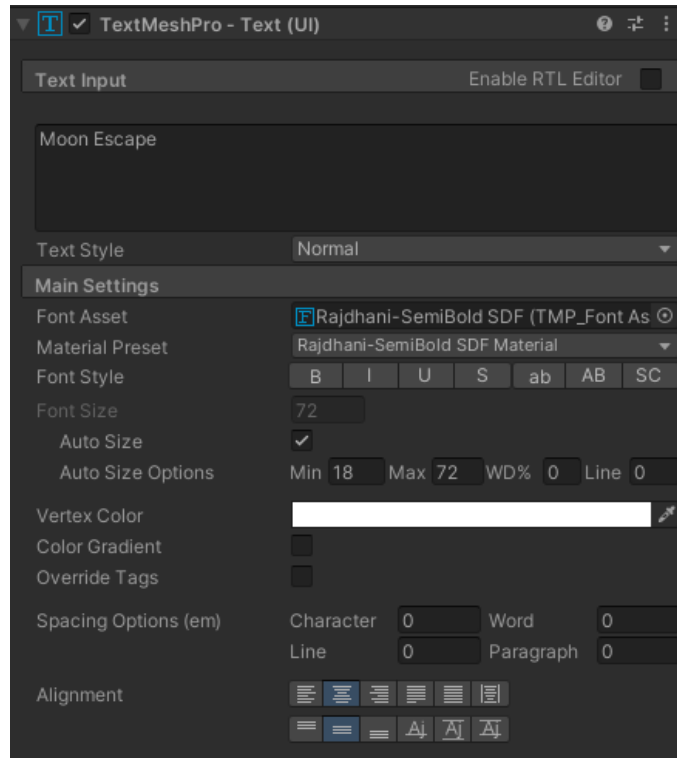 TextMeshPro - Text (UI)
Text Input Enable RTL Editor
Moon Escape
Text Style Normal
Main Settings
Font Asset Rajdhani-SemiBold SDF (TMP_Font As
Material Preset Rajdhani-SemiBold SDF Material
Font Style B I U S ab AB SC
Font Size 72
Auto Size
Auto Size Options Min 18 Max 72 WD% 0 Line 0
Vertex Color
Color Gradient
Override Tags
Spacing Options (em) Character 0 Word 0
Line 0 Paragraph 0
Alignment